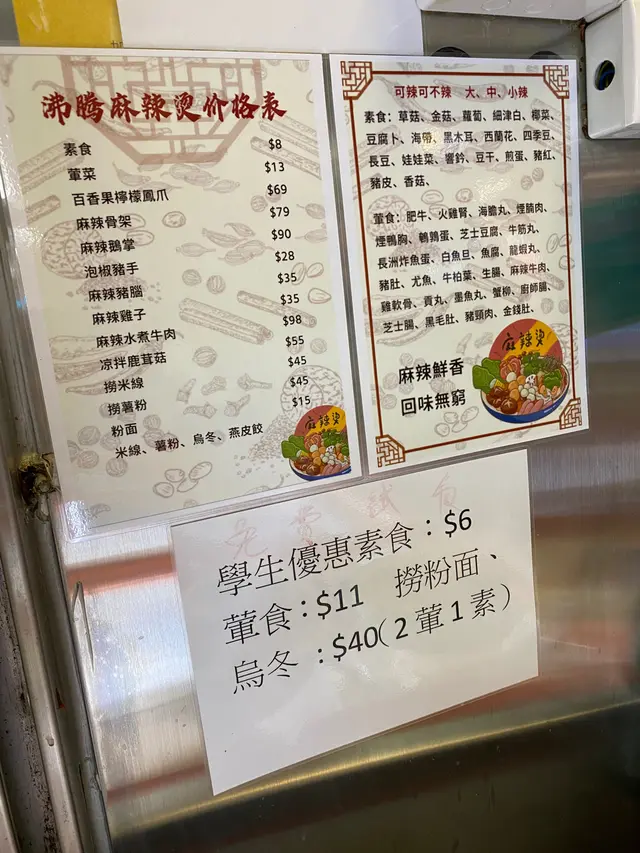 沸騰麻辣燙价格表
素食 $8
葷菜 $13
百香果檸檬鳳爪 $69
麻辣骨架 $79
麻辣鵝掌 $90
泡椒豬手 $28
麻辣豬腦 $35
麻辣雞子 $35
麻辣水煮牛肉 $98
涼拌鹿茸菇 $55
撈米線 $45
撈薯粉 $45
粉面 $15
米線、薯粉、烏冬、燕皮餃
麻辣燙
可辣可不辣 大、中、小辣
素食：草菇、金菇、蘿蔔、細津白、椰菜、
豆腐卜、海帶、黑木耳、西蘭花、四季豆、
長豆、娃娃菜、響鈴、豆干、煎蛋、豬紅、
豬皮、香菇、
葷食：肥牛、火雞腎、海膽丸、煙腩肉、
煙鴨胸、鵪鶉蛋、芝士豆腐、牛筋丸、
長洲炸魚蛋、白魚旦、魚腐、龍蝦丸、
豬肚、尤魚、牛柏葉、生腸、麻辣牛肉、
雞軟骨、貢丸、墨魚丸、蟹柳、廚師腸、
芝士腸、黑毛肚、豬頸肉、金錢肚、
麻辣鮮香
回味無窮
麻辣燙
學生優惠素食：$6
葷食：$11 撈粉面、
烏冬：$40(2葷1素)